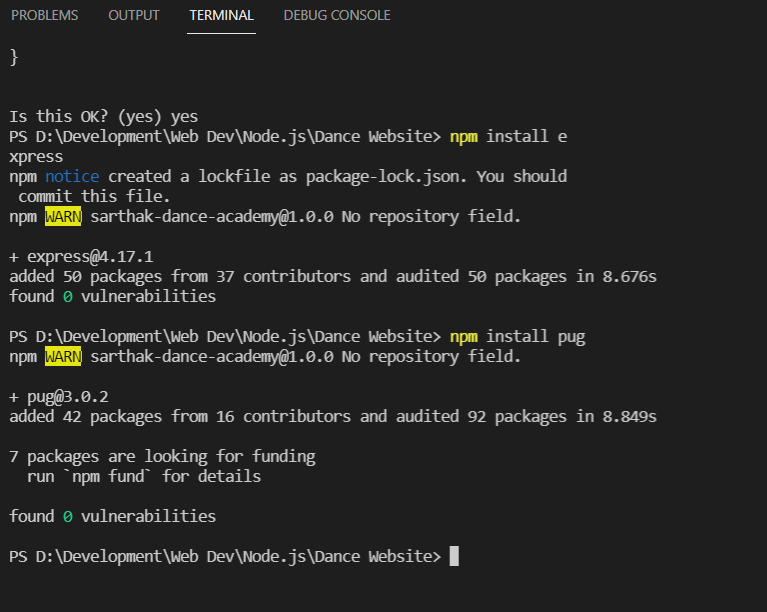 PROBLEMS OUTPUT TERMINAL DEBUG CONSOLE
}
Is this OK? (yes) yes
PS D:\Development\Web Dev\Node.js\Dance Website> npm install e
xpress
npm notice created a lockfile as package-lock.json. You should
 commit this file.
npm WARN sarthak-dance-academy@1.0.0 No repository field.
+ express@4.17.1
added 50 packages from 37 contributors and audited 50 packages in 8.676s
found 0 vulnerabilities
PS D:\Development\Web Dev\Node.js\Dance Website> npm install pug
npm WARN sarthak-dance-academy@1.0.0 No repository field.
+ pug@3.0.2
added 42 packages from 16 contributors and audited 92 packages in 8.849s
7 packages are looking for funding
  run `npm fund` for details
found 0 vulnerabilities
PS D:\Development\Web Dev\Node.js\Dance Website>